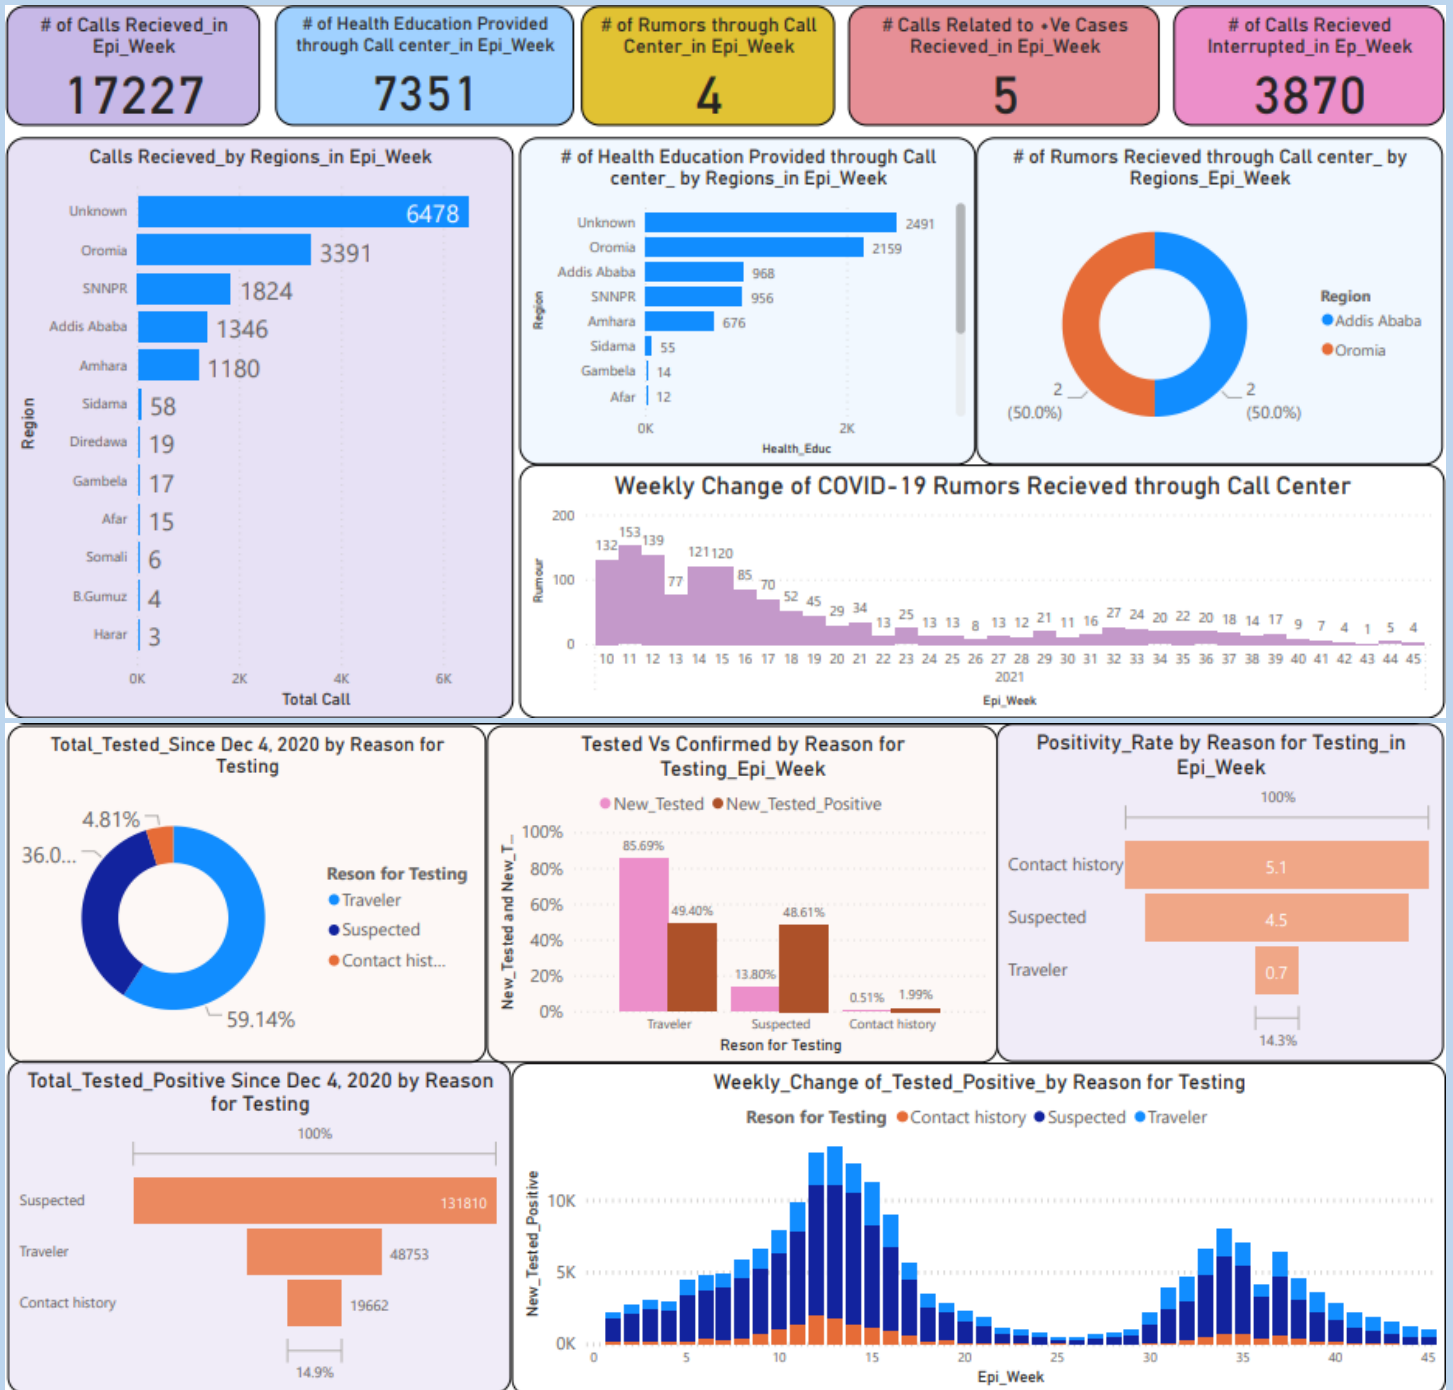 # of Calls Recieved_in
Epi_Week
17227
# of Health Education Provided
through Call center_in Epi_Week
7351
# of Rumors through Call
Center_in Epi_Week
4
# Calls Related to +Ve Cases
Recieved_in Epi_Week
5
# of Calls Recieved
Interrupted_in Ep_Week
3870
Calls Recieved_by Regions_in Epi_Week
Region
Unknown 6478
Oromia 3391
SNNPR 1824
Addis Ababa 1346
Amhara 1180
Sidama 58
Diredawa 19
Gambela 17
Afar 15
Somali 6
B.Gumuz 4
Harar 3
0K 2K 4K 6K
Total Call
# of Health Education Provided through Call
center_ by Regions_in Epi_Week
Region
Unknown 2491
Oromia 2159
Addis Ababa 968
SNNPR 956
Amhara 676
Sidama 55
Gambela 14
Afar 12
0K 2K
Health_Educ
# of Rumors Recieved through Call center_ by
Regions_Epi_Week
Region
Addis Ababa
Oromia
2
(50.0%)
2
(50.0%)
Weekly Change of COVID-19 Rumors Recieved through Call Center
Rumour
200
100
0
132 153 139 77 121 120 85 70 52 45 29 34 13 25 13 13 8 13 12 21 11 16 27 24 20 22 20 18 14 17 9 7 4 1 5 4
10 11 12 13 14 15 16 17 18 19 20 21 22 23 24 25 26 27 28 29 30 31 32 33 34 35 36 37 38 39 40 41 42 43 44 45
2021
Epi_Week
Total_Tested_Since Dec 4, 2020 by Reason for
Testing
4.81%
36.0...
59.14%
Reson for Testing
Traveler
Suspected
Contact hist...
Tested Vs Confirmed by Reason for
Testing_Epi_Week
New_Tested New_Tested_Positive
New_Tested and New_T...
100%
80%
60%
40%
20%
0%
85.69% 49.40%
13.80% 48.61%
0.51% 1.99%
Traveler Suspected Contact history
Reson for Testing
Positivity_Rate by Reason for Testing_in
Epi_Week
100%
Contact history 5.1
Suspected 4.5
Traveler 0.7
14.3%
Total_Tested_Positive Since Dec 4, 2020 by Reason
for Testing
100%
Suspected 131810
Traveler 48753
Contact history 19662
14.9%
Weekly_Change of_Tested_Positive_by Reason for Testing
Reson for Testing Contact history Suspected Traveler
New_Tested_Positive
10K
5K
0K
0 5 10 15 20 25 30 35 40 45
Epi_Week